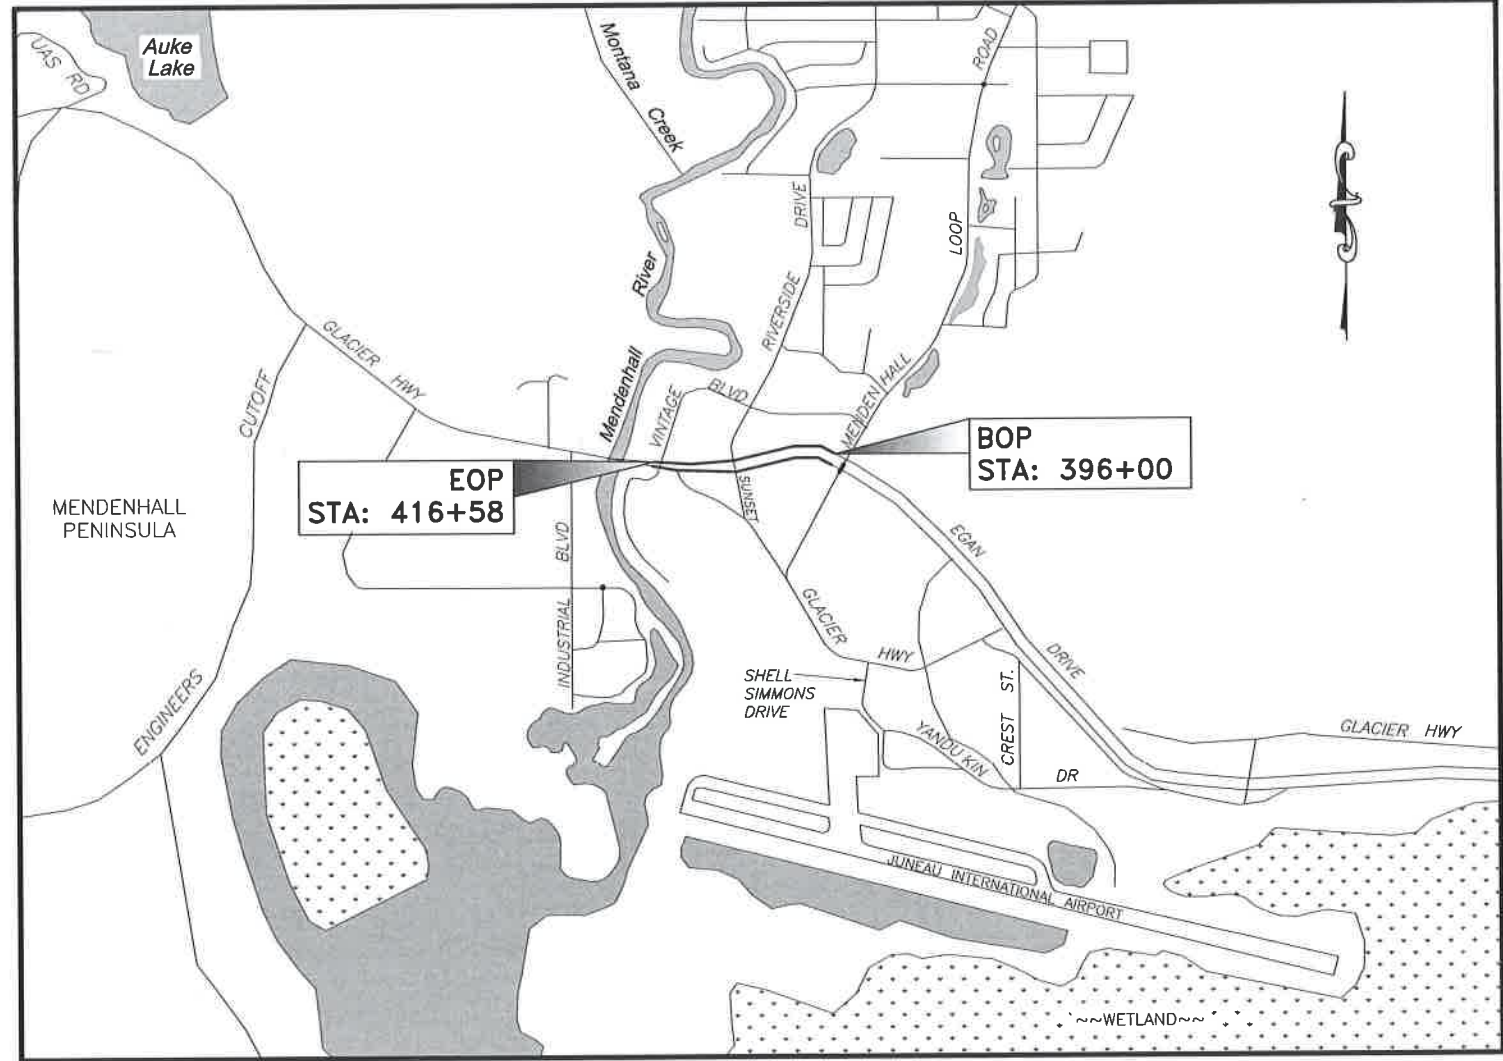 UAS RD
Auke
Lake
Montana
Creek
ROAD
DRIVE
LOOP
River
RIVERSIDE
GLACIER
HWY
CUTOFF
Mendenhall
VINTAGE
BLVD
MENDENHALL
BOP
STA: 396+00
EOP
STA: 416+58
SUNSET
MENDENHALL
PENINSULA
EGAN
DRIVE
INDUSTRIAL BLVD
GLACIER
HWY
SHELL
SIMMONS
DRIVE
CREST ST.
ENGINEERS
YANDUKIN
DR
GLACIER HWY
JUNEAU INTERNATIONAL AIRPORT
~~WETLAND~~